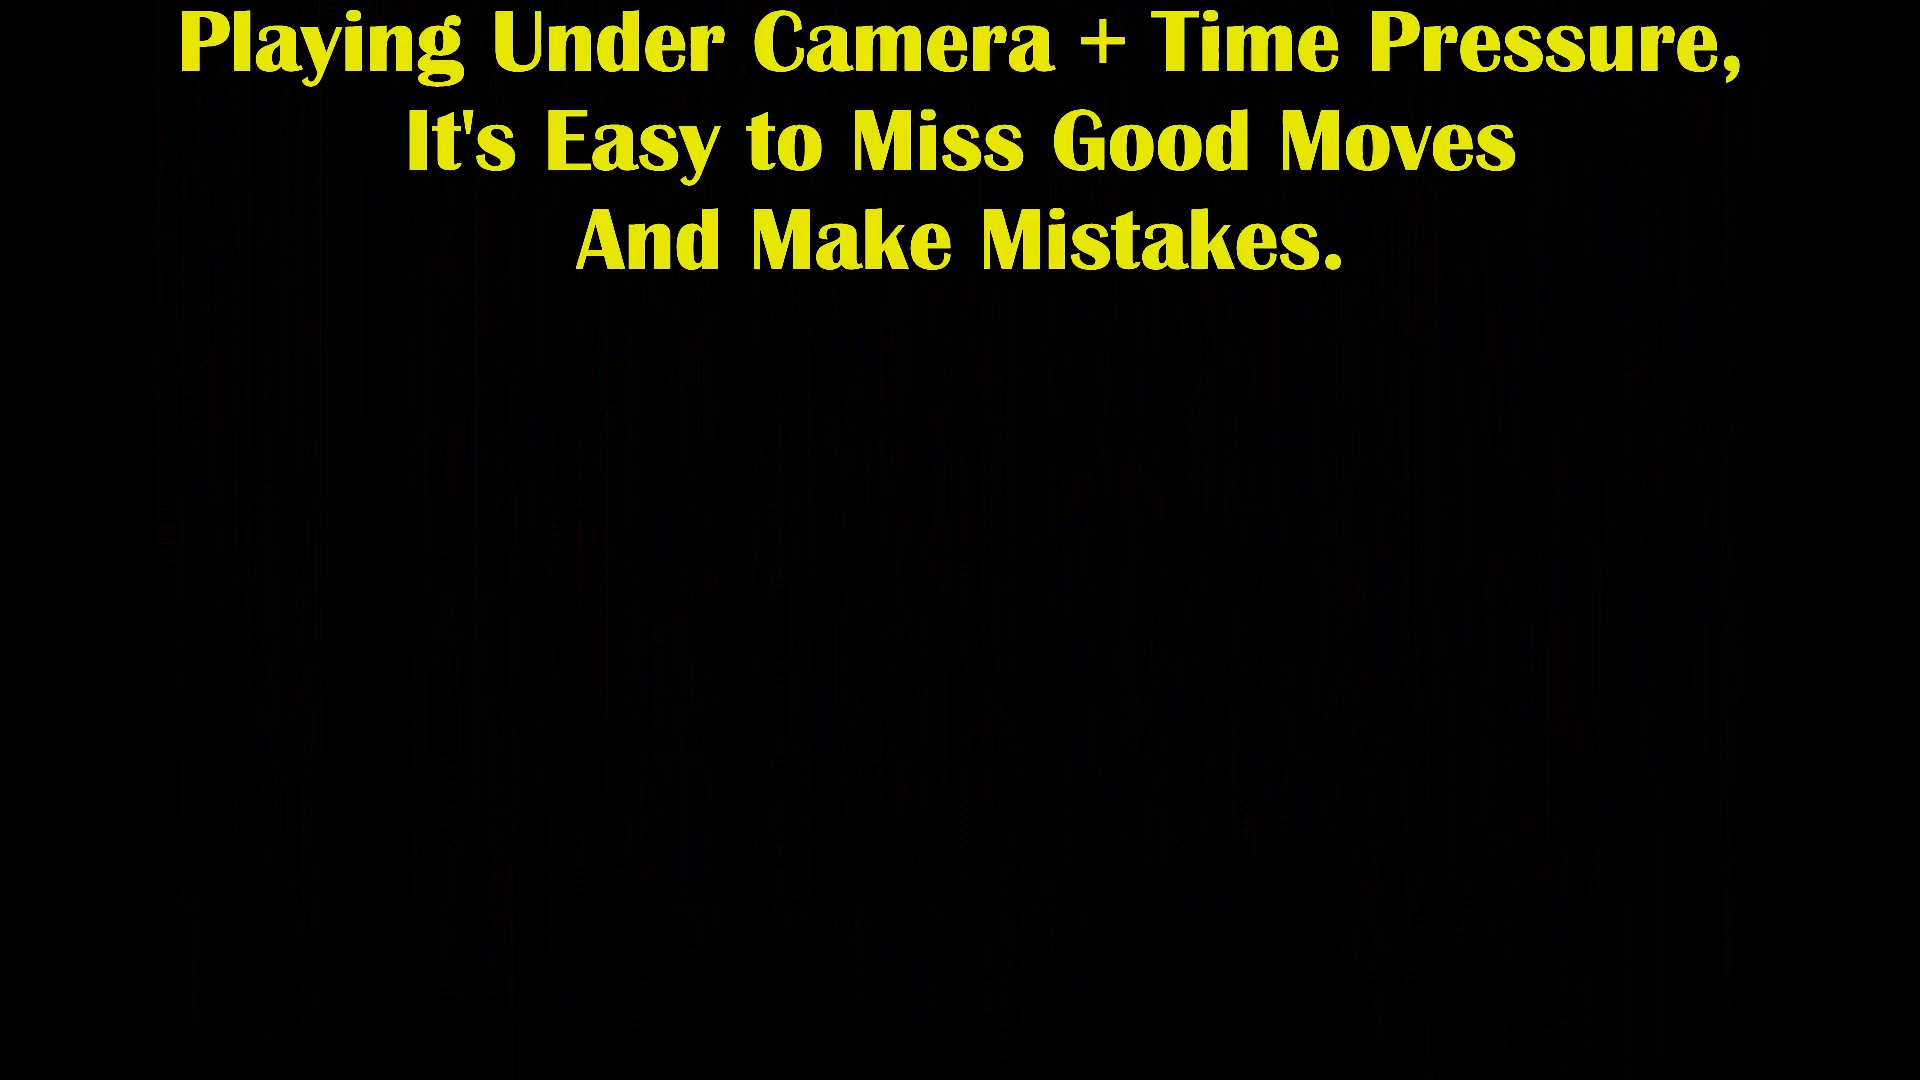 Playing Under Camera + Time Pressure,
It's Easy to Miss Good Moves
And Make Mistakes.